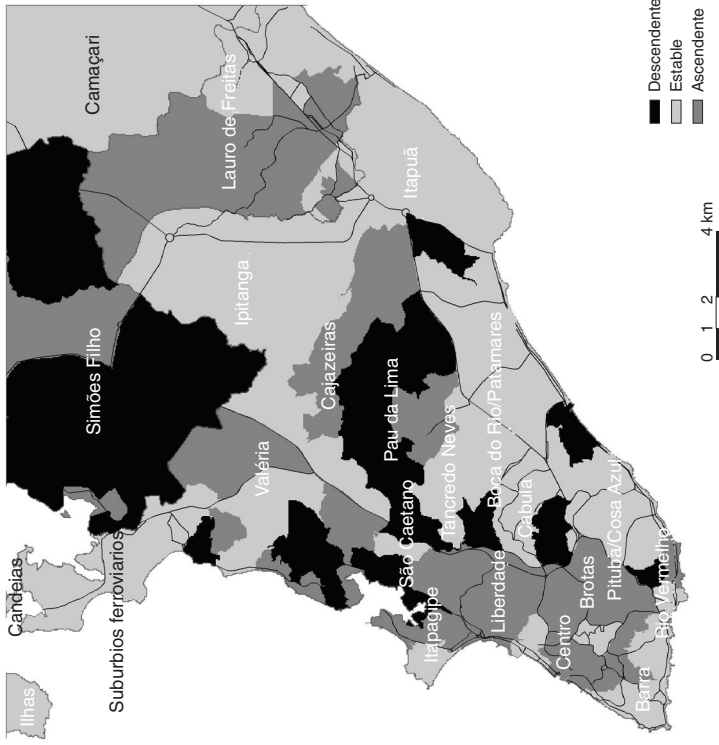 Camaçari
Lauro de Freitas
Itapuã
Ipitanga
Simões Filho
Cajazeiras
Pau da Lima
Boca do Rio/Patamares
Tancredo Neves
Valéria
Cabula
São Caetano
Pituba/Cosa Azul
Liberdade
Brotas
Rio Vermelho
Candeias
Suburbios ferroviarios
Itapagipe
Centro
Barra
Ilhas
Descendente
Estable
Ascendente
0 1 2 4 km